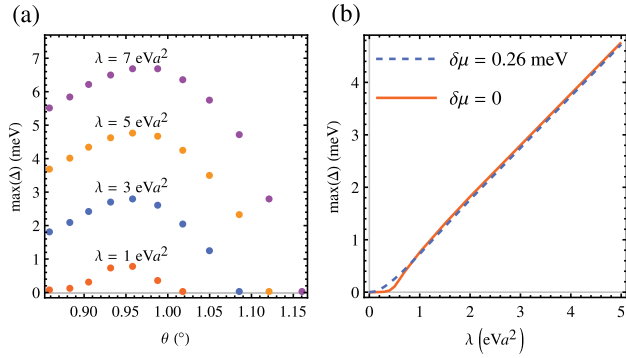 (a)
(b)
λ = 7 eVa²
λ = 5 eVa²
λ = 3 eVa²
λ = 1 eVa²
max(Δ) (meV)
7
6
5
4
3
2
1
0
0.90 0.95 1.00 1.05 1.10 1.15
θ (°)
δμ = 0.26 meV
δμ = 0
max(Δ) (meV)
4
3
2
1
0
0 1 2 3 4 5
λ (eVa²)